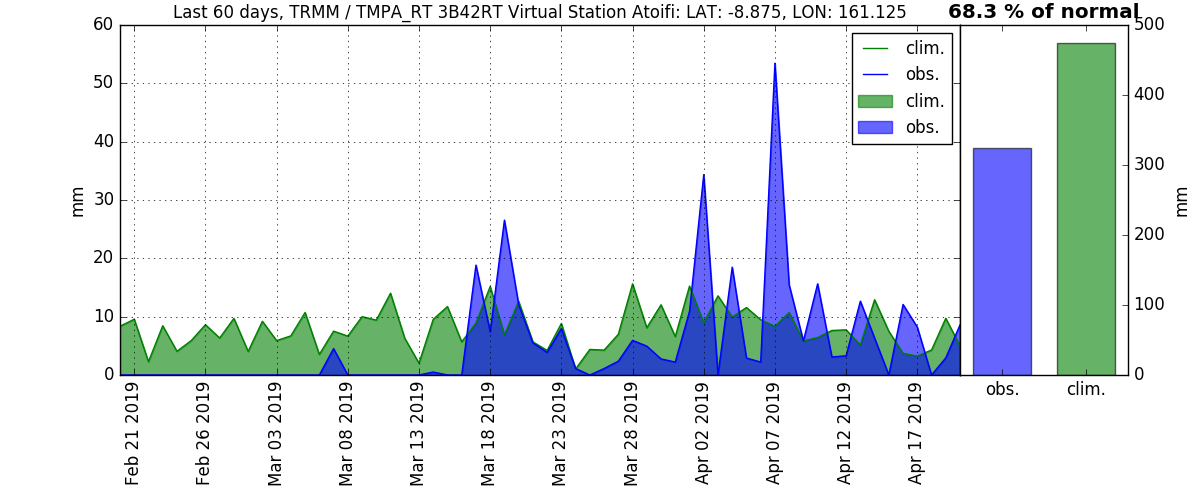 Last 60 days, TRMM / TMPA_RT 3B42RT Virtual Station Atoifi: LAT: -8.875, LON: 161.125
68.3 % of normal
60
50
40
30
20
10
0
mm
clim.
obs.
clim.
obs.
Feb 21 2019
Feb 26 2019
Mar 03 2019
Mar 08 2019
Mar 13 2019
Mar 18 2019
Mar 23 2019
Mar 28 2019
Apr 02 2019
Apr 07 2019
Apr 12 2019
Apr 17 2019
500
400
300
200
100
0
mm
obs.
clim.